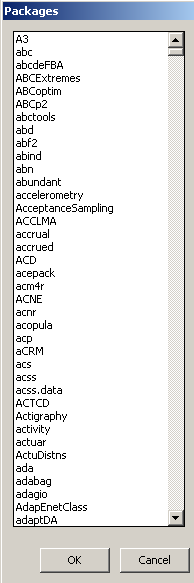 Packages
A3
abc
abcdeFBA
ABCExtremes
ABCoptim
ABCp2
abctools
abd
abf2
abind
abn
abundant
accelerometry
AcceptanceSampling
ACCLMA
accrual
accrued
ACD
acepack
acm4r
ACNE
acnr
acopula
acp
aCRM
acs
acss
acss.data
ACTCD
Actigraphy
activity
actuar
ActuDistns
ada
adabag
adagio
AdapEnetClass
adaptDA
OK
Cancel